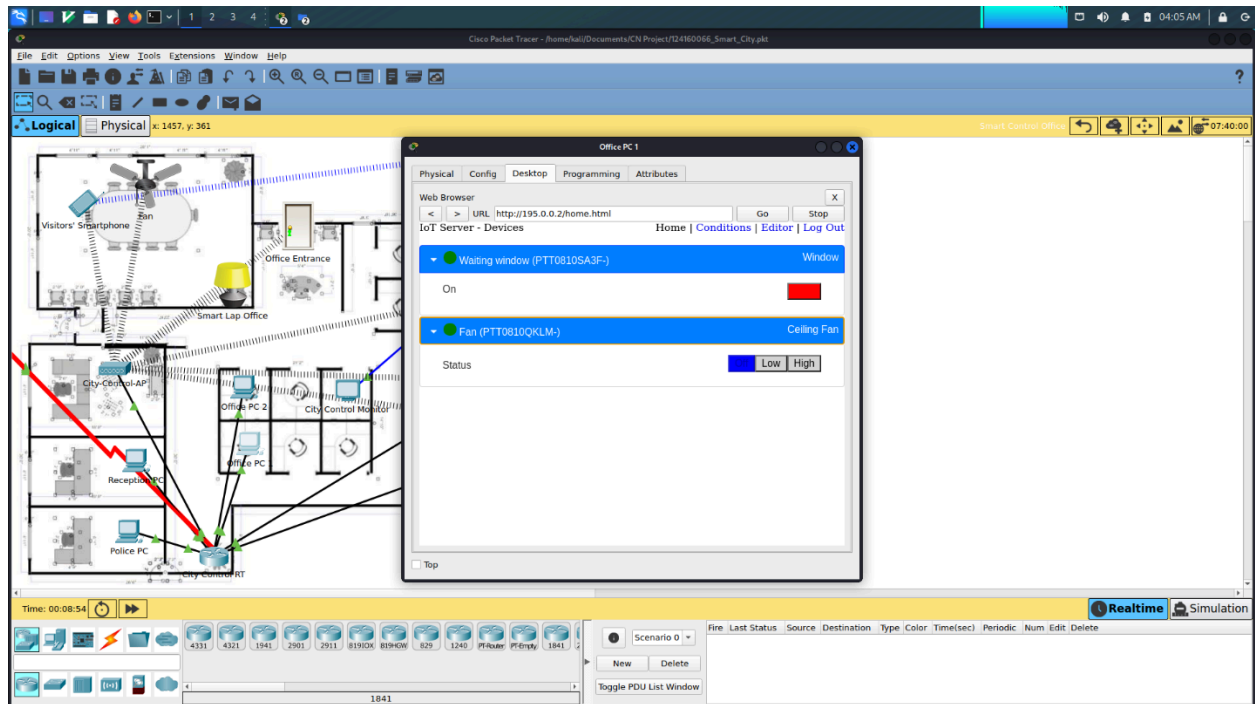 1 2 3 4
04:05 AM
Cisco Packet Tracer - /home/kali/Documents/CN Project/124160066_Smart_City.pkt
File Edit Options View Tools Extensions Window Help
?
Logical Physical x: 1457, y: 361
Smart Control Office
07:40:00
Office PC 1
Physical Config Desktop Programming Attributes
Web Browser
X
< > URL http://195.0.0.2/home.html Go Stop
IoT Server - Devices Home | Conditions | Editor | Log Out
Waiting window (PTT0810SA3F-) Window
On
Fan (PTT0810QKLM-) Ceiling Fan
Status Low High
Top
Fan
Visitors' Smartphone
Office Entrance
Smart Lap Office
City-Control-AP
Office PC 2
City Control Monitor
Office PC
Reception PC
Police PC
City Control RT
Time: 00:08:54
Realtime Simulation
4331 4321 1941 2901 2911 819IOX 819HGW 829 1240 PT-Router PT-Empty 1841
1841
Scenario 0
New Delete
Toggle PDU List Window
Fire Last Status Source Destination Type Color Time(sec) Periodic Num Edit Delete